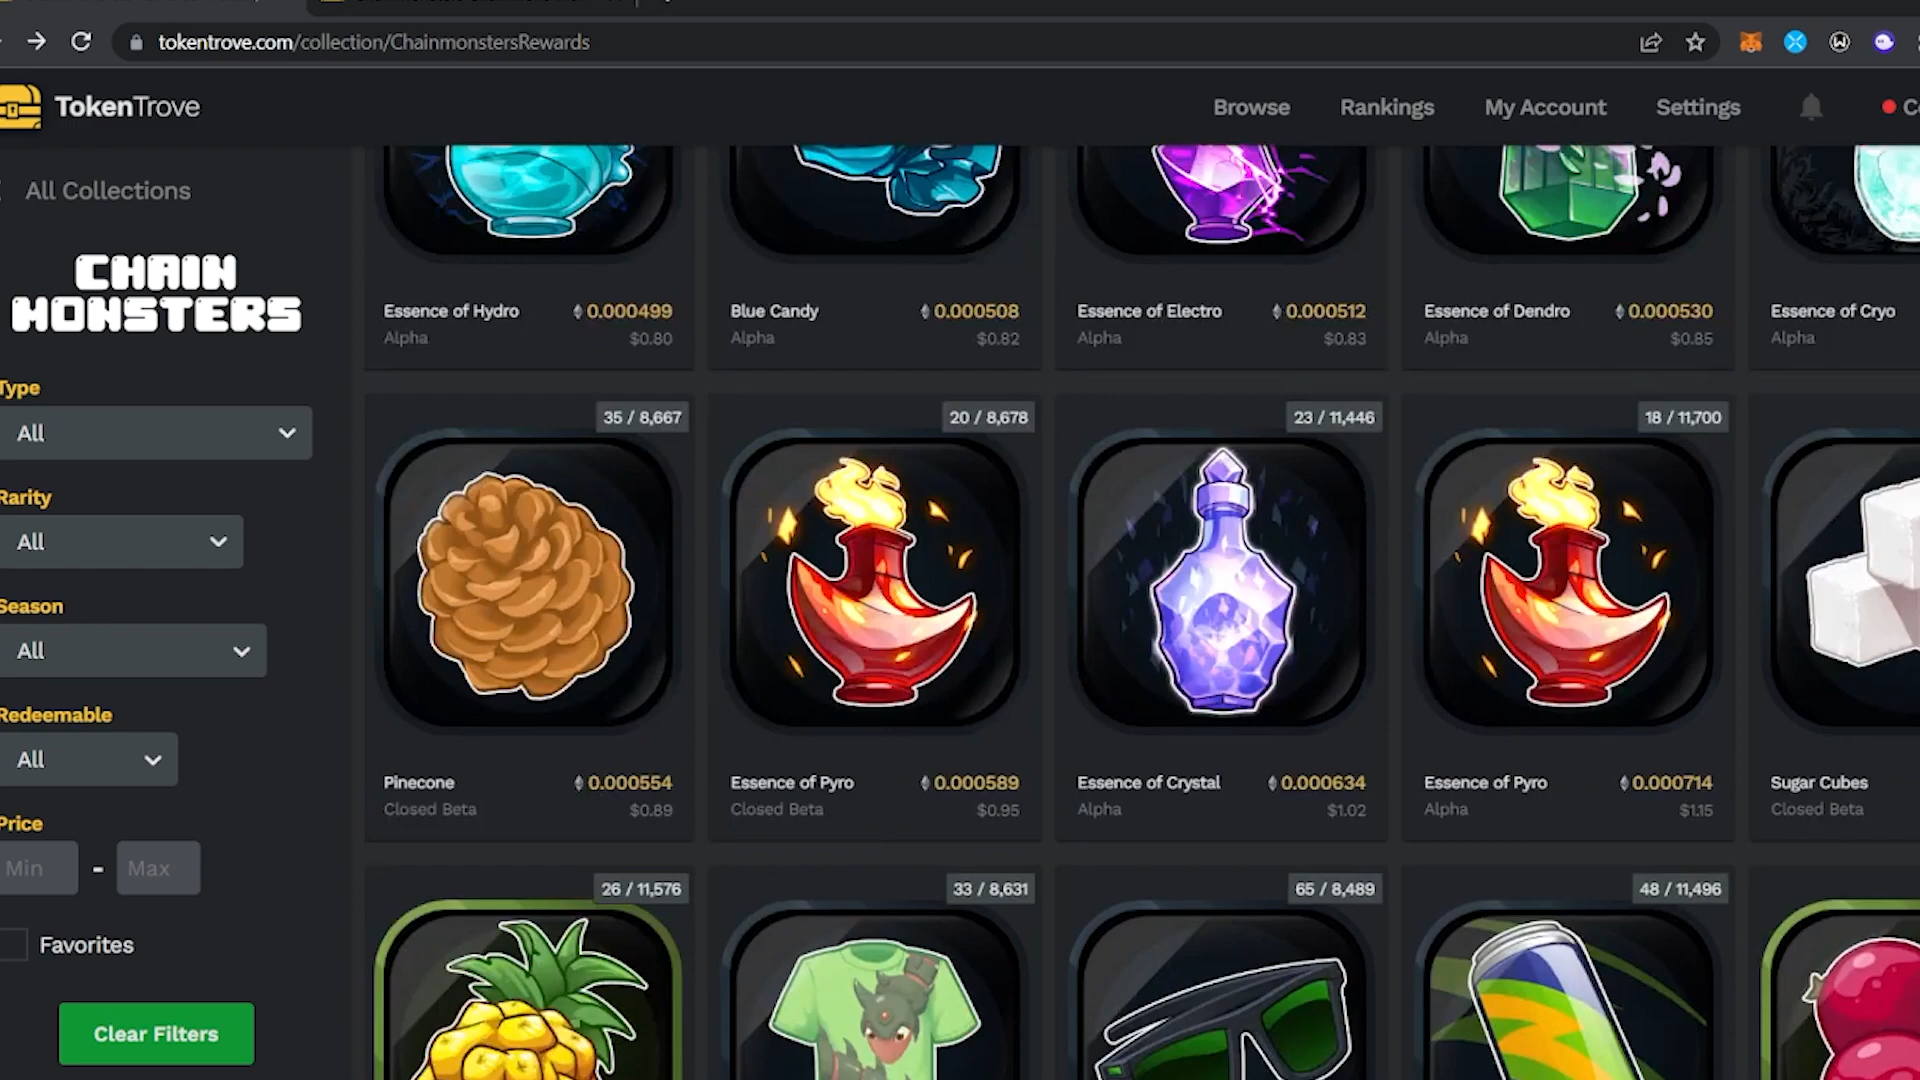 tokentrove.com/collection/ChainmonstersRewards
TokenTrove
Browse
Rankings
My Account
Settings
All Collections
CHAIN
MONSTERS
Type
All
Rarity
All
Season
All
Redeemable
All
Price
Min - Max
Favorites
Clear Filters
Essence of Hydro 0.000499
Alpha $0.80
Blue Candy 0.000508
Alpha $0.82
Essence of Electro 0.000512
Alpha $0.83
Essence of Dendro 0.000530
Alpha $0.85
Essence of Cryo
Alpha
35 / 8,667
Pinecone 0.000554
Closed Beta $0.89
20 / 8,678
Essence of Pyro 0.000589
Closed Beta $0.95
23 / 11,446
Essence of Crystal 0.000634
Alpha $1.02
18 / 11,700
Essence of Pyro 0.000714
Alpha $1.15
Sugar Cubes
Closed Beta
26 / 11,576
33 / 8,631
65 / 8,489
48 / 11,496